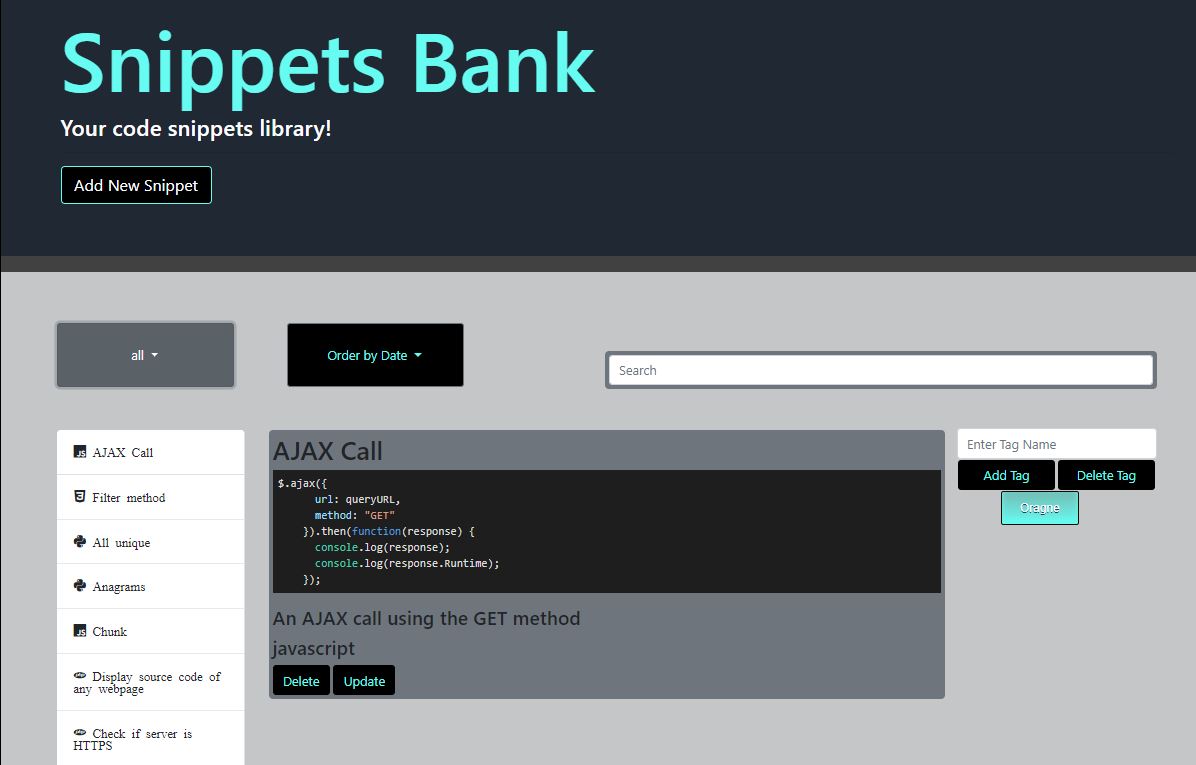 Snippets Bank
Your code snippets library!
Add New Snippet
all
Order by Date
Search
AJAX Call
Filter method
All unique
Anagrams
Chunk
Display source code of
any webpage
Check if server is
HTTPS
AJAX Call
$.ajax({
url: queryURL,
method: "GET"
}).then(function(response) {
console.log(response);
console.log(response.Runtime);
});
An AJAX call using the GET method
javascript
Delete Update
Enter Tag Name
Add Tag Delete Tag
Oragne